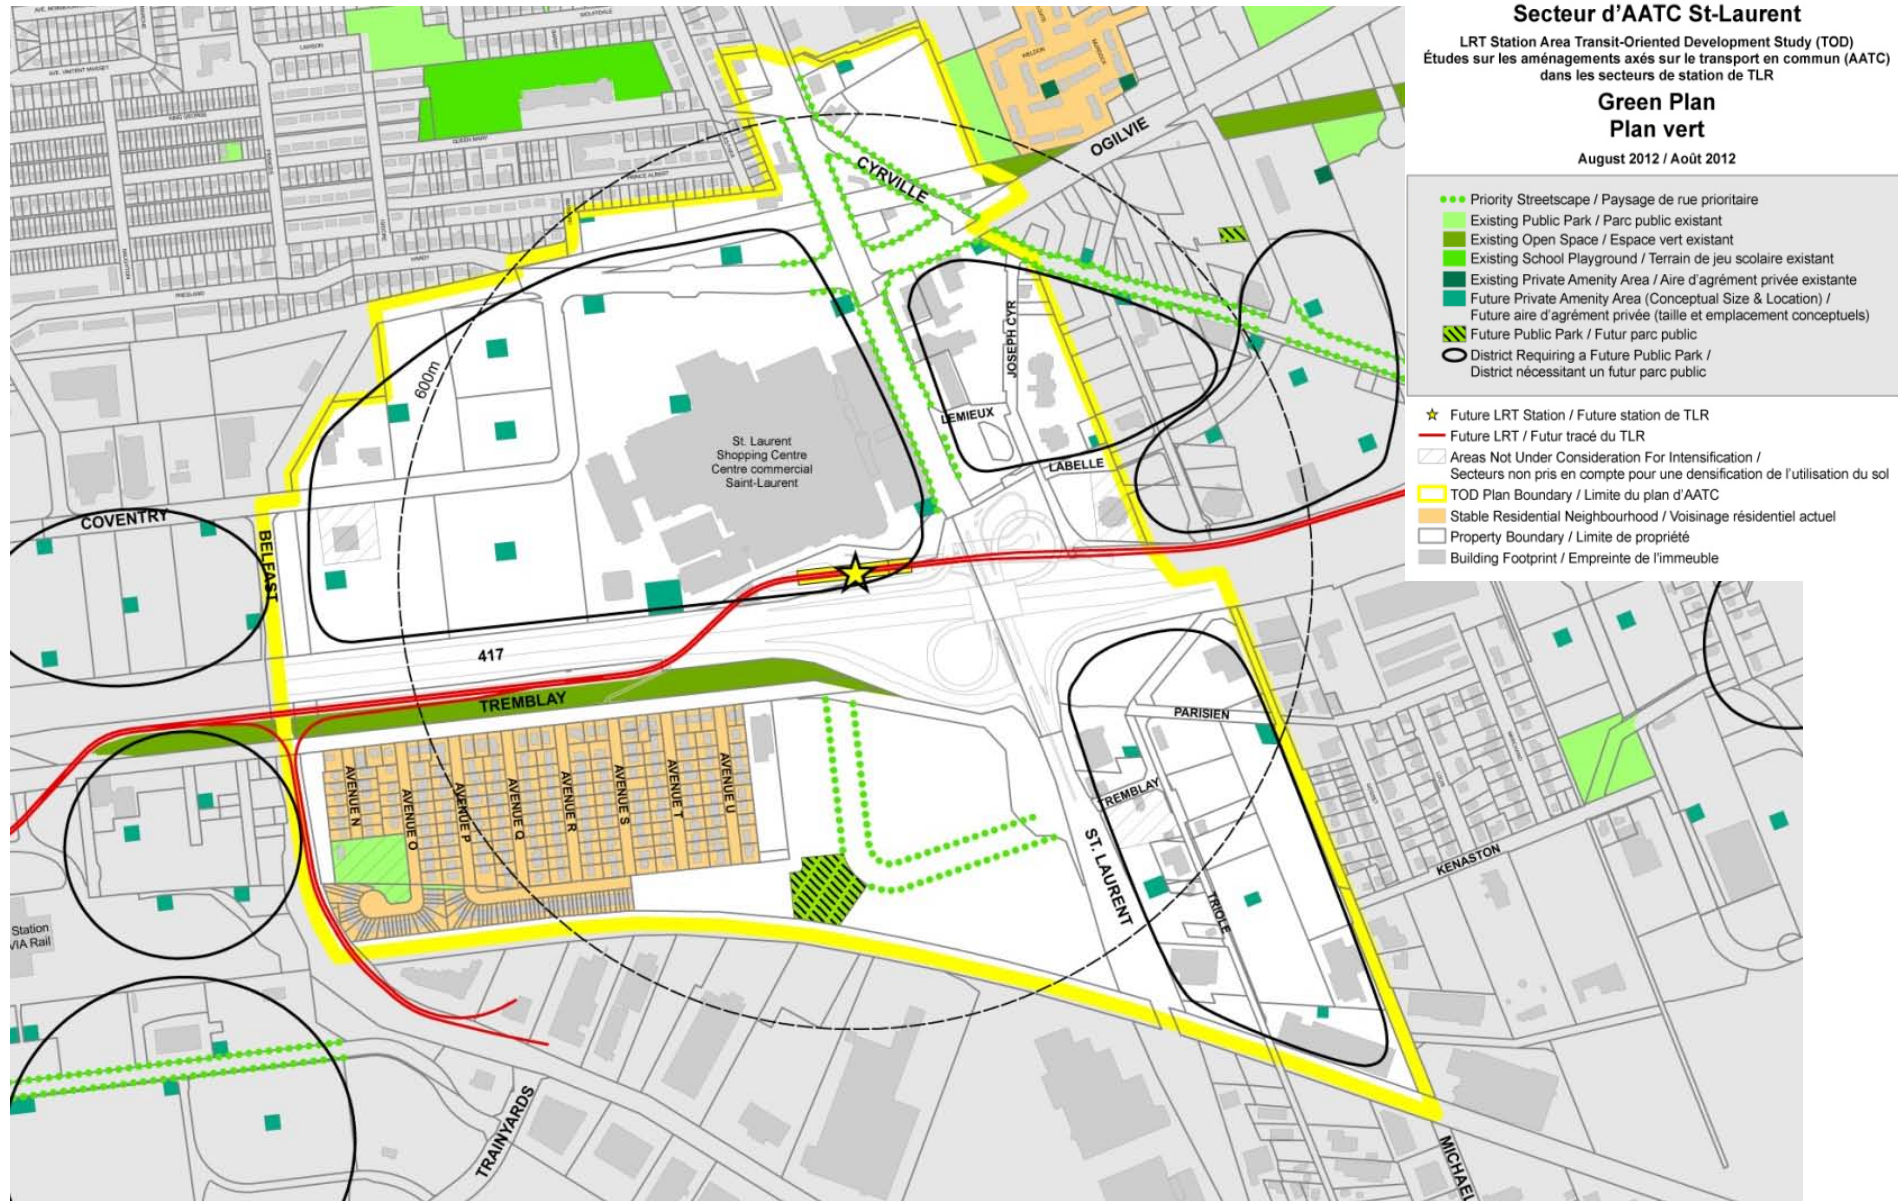 Secteur d'AATC St-Laurent
LRT Station Area Transit-Oriented Development Study (TOD)
Études sur les aménagements axés sur le transport en commun (AATC)
dans les secteurs de station de TLR
Green Plan
Plan vert
August 2012 / Août 2012
Priority Streetscape / Paysage de rue prioritaire
Existing Public Park / Parc public existant
Existing Open Space / Espace vert existant
Existing School Playground / Terrain de jeu scolaire existant
Existing Private Amenity Area / Aire d'agrément privée existante
Future Private Amenity Area (Conceptual Size & Location) /
Future aire d'agrément privée (taille et emplacement conceptuels)
Future Public Park / Futur parc public
District Requiring a Future Public Park /
District nécessitant un futur parc public
Future LRT Station / Future station de TLR
Future LRT / Futur tracé du TLR
Areas Not Under Consideration For Intensification /
Secteurs non pris en compte pour une densification de l'utilisation du sol
TOD Plan Boundary / Limite du plan d'AATC
Stable Residential Neighbourhood / Voisinage résidentiel actuel
Property Boundary / Limite de propriété
Building Footprint / Empreinte de l'immeuble
QUEEN MARY
PRINCE ALBERT
KING GEORGE
PRESLAND
HARDY
OGILVIE
CYRVILLE
600m
JOSEPH CYR
LEMIEUX
LABELLE
St. Laurent
Shopping Centre
Centre commercial
Saint-Laurent
COVENTRY
BELFAST
417
TREMBLAY
PARISIEN
AVENUE N
AVENUE O
AVENUE P
AVENUE Q
AVENUE R
AVENUE S
AVENUE T
AVENUE U
TREMBLAY
ST. LAURENT
TRIOLE
KENASTON
Station
VIA Rail
TRAINYARDS
MICHAEL